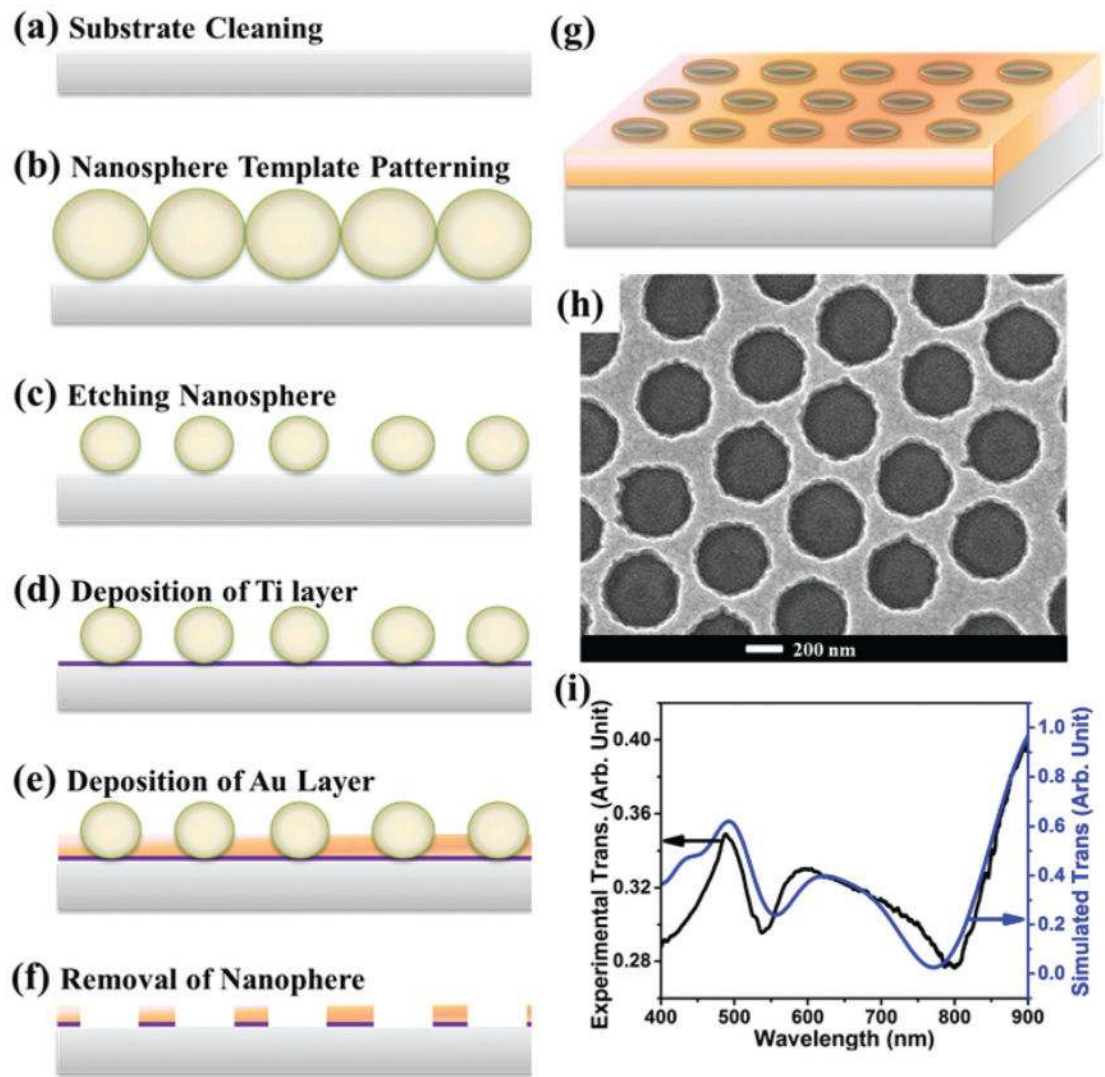 (a) Substrate Cleaning
(b) Nanosphere Template Patterning
(c) Etching Nanosphere
(d) Deposition of Ti layer
(e) Deposition of Au Layer
(f) Removal of Nanophere
(g)
(h)
200 nm
(i)
Experimental Trans. (Arb. Unit)
0.40
0.36
0.32
0.28
400 500 600 700 800 900
Wavelength (nm)
1.0
0.8
0.6
0.4
0.2
0.0
Simulated Trans (Arb. Unit)